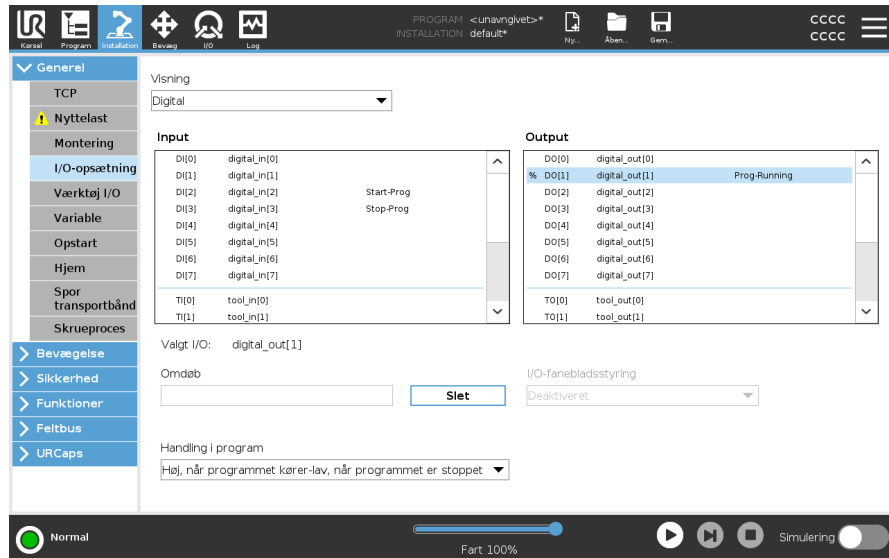 PROGRAM <unavngivet>*
INSTALLATION default*
Kørsel
Program
Installation
Bevæg
I/O
Log
Ny...
Åben...
Gem...
CCCC
CCCC
Generel
TCP
Nyttelast
Montering
I/O-opsætning
Værktøj I/O
Variable
Opstart
Hjem
Spor
transportbånd
Skrueproces
Bevægelse
Sikkerhed
Funktioner
Feltbus
URCaps
Visning
Digital
Input
DI[0] digital_in[0]
DI[1] digital_in[1]
DI[2] digital_in[2] Start-Prog
DI[3] digital_in[3] Stop-Prog
DI[4] digital_in[4]
DI[5] digital_in[5]
DI[6] digital_in[6]
DI[7] digital_in[7]
TI[0] tool_in[0]
TI[1] tool_in[1]
Output
DO[0] digital_out[0]
% DO[1] digital_out[1] Prog-Running
DO[2] digital_out[2]
DO[3] digital_out[3]
DO[4] digital_out[4]
DO[5] digital_out[5]
DO[6] digital_out[6]
DO[7] digital_out[7]
TO[0] tool_out[0]
TO[1] tool_out[1]
Valgt I/O: digital_out[1]
Omdøb
Slet
I/O-fanebladsstyring
Deaktiveret
Handling i program
Høj, når programmet kører-lav, når programmet er stoppet
Normal
Fart 100%
Simulering